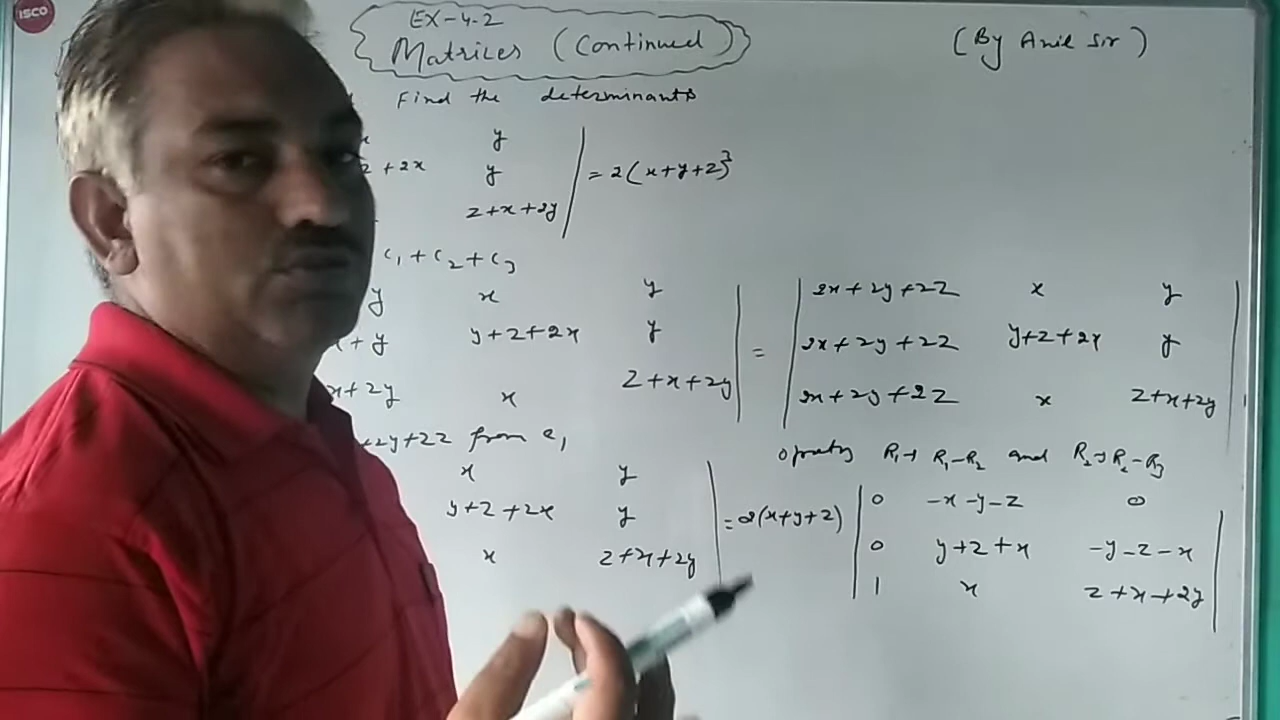 ISCO
EX-4.2
Matrices (Continued)
(By Anil Sir)
Find the determinants
x y
z+2x y = 2(x+y+z)³
z+x+2y
C₁+C₂+C₃
y x y
x+y y+z+2x y
x+2y x z+x+2y
= 2x+2y+2z x y
2x+2y+2z y+z+2x y
2x+2y+2z x z+x+2y
+2y+2z from C₁
x y
y+z+2x y
x z+x+2y
R₁→R₁-R₂ and R₂→R₂-R₃
=2(x+y+z) 0 -x-y-z 0
0 y+z+x -y-z-x
1 x z+x+2y